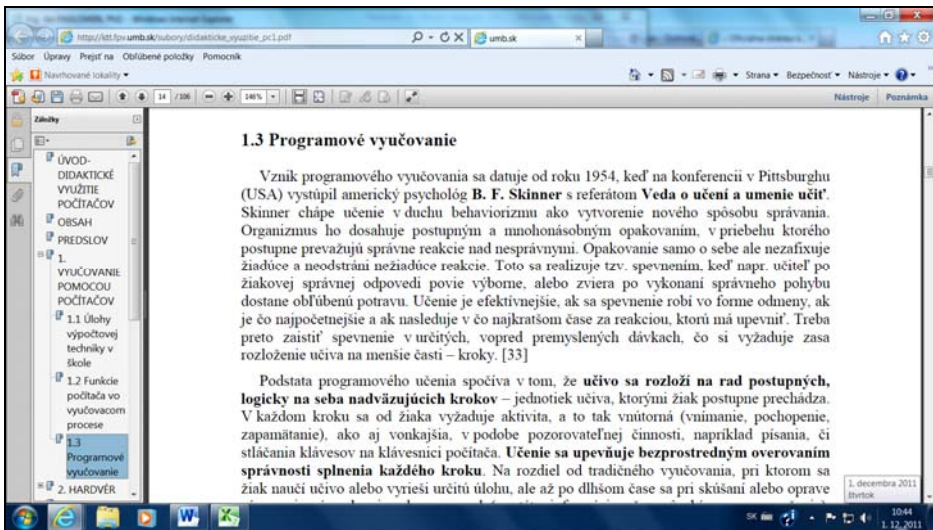 http://ktt.fpv.umb.sk/subory/didakticke_vyuzitie_pc1.pdf
umb.sk
Súbor Úpravy Prejsť na Obľúbené položky Pomocník
Navrhované lokality
Strana Bezpečnosť Nástroje
14 /106 146%
Nástroje Poznámka
Záložky
ÚVOD-
DIDAKTICKÉ
VYUŽITIE
POČÍTAČOV
OBSAH
PREDSLOV
1.
VYUČOVANIE
POMOCOU
POČÍTAČOV
1.1 Úlohy
výpočtovej
techniky v
škole
1.2 Funkcie
počítača vo
vyučovacom
procese
1.3
Programové
vyučovanie
2. HARDVÉR
1.3 Programové vyučovanie
Vznik programového vyučovania sa datuje od roku 1954, keď na konferencii v Pittsburghu
(USA) vystúpil americký psychológ B. F. Skinner s referátom Veda o učení a umenie učiť.
Skinner chápe učenie v duchu behaviorizmu ako vytvorenie nového spôsobu správania.
Organizmus ho dosahuje postupným a mnohonásobným opakovaním, v priebehu ktorého
postupne prevažujú správne reakcie nad nesprávnymi. Opakovanie samo o sebe ale nezafixuje
žiadúce a neodstráni nežiadúce reakcie. Toto sa realizuje tzv. spevnením, keď napr. učiteľ po
žiakovej správnej odpovedi povie výborne, alebo zviera po vykonaní správneho pohybu
dostane obľúbenú potravu. Učenie je efektívnejšie, ak sa spevnenie robí vo forme odmeny, ak
je čo najpočetnejšie a ak nasleduje v čo najkratšom čase za reakciou, ktorú má upevniť. Treba
preto zaistiť spevnenie v určitých, vopred premyslených dávkach, čo si vyžaduje zasa
rozloženie učiva na menšie časti – kroky. [33]
Podstata programového učenia spočíva v tom, že učivo sa rozloží na rad postupných,
logicky na seba nadväzujúcich krokov – jednotiek učiva, ktorými žiak postupne prechádza.
V každom kroku sa od žiaka vyžaduje aktivita, a to tak vnútorná (vnímanie, pochopenie,
zapamätanie), ako aj vonkajšia, v podobe pozorovateľnej činnosti, napríklad písania, či
stláčania klávesov na klávesnici počítača. Učenie sa upevňuje bezprostredným overovaním
správnosti splnenia každého kroku. Na rozdiel od tradičného vyučovania, pri ktorom sa
žiak naučí učivo alebo vyrieši určitú úlohu, ale až po dlhšom čase sa pri skúšaní alebo oprave
1. decembra 2011
štvrtok
SK
10:44
1. 12. 2011